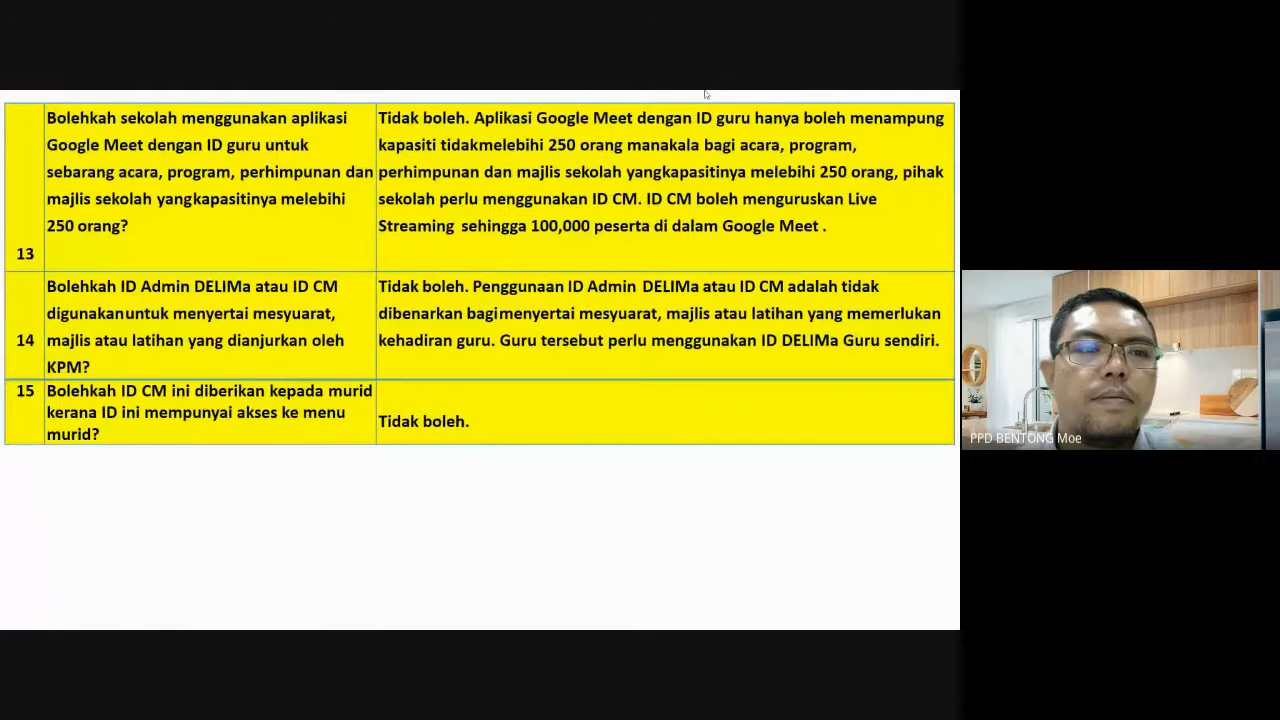 Bolehkah sekolah menggunakan aplikasi
Google Meet dengan ID guru untuk
sebarang acara, program, perhimpunan dan
majlis sekolah yangkapasitinya melebihi
250 orang?
13
Tidak boleh. Aplikasi Google Meet dengan ID guru hanya boleh menampung
kapasiti tidakmelebihi 250 orang manakala bagi acara, program,
perhimpunan dan majlis sekolah yangkapasitinya melebihi 250 orang, pihak
sekolah perlu menggunakan ID CM. ID CM boleh menguruskan Live
Streaming sehingga 100,000 peserta di dalam Google Meet .
Bolehkah ID Admin DELIMa atau ID CM
digunakanuntuk menyertai mesyuarat,
14
majlis atau latihan yang dianjurkan oleh
KPM?
Tidak boleh. Penggunaan ID Admin DELIMa atau ID CM adalah tidak
dibenarkan bagimenyertai mesyuarat, majlis atau latihan yang memerlukan
kehadiran guru. Guru tersebut perlu menggunakan ID DELIMa Guru sendiri.
15
Bolehkah ID CM ini diberikan kepada murid
kerana ID ini mempunyai akses ke menu
murid?
Tidak boleh.
PPD BENTONG Moe